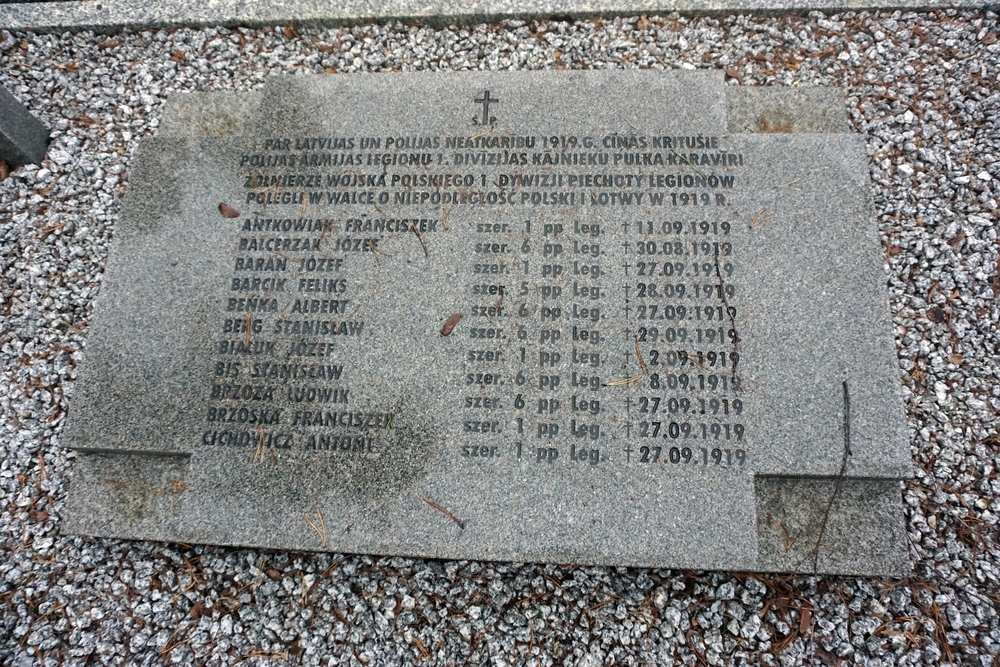 Ś. P.
PAR LATVIJAS UN POLIJAS NEATKARIBU 1919.G. CĪŅĀS KRITUŠIE
POLIJAS ARMIJAS LEGIONU 1. DIVĪZIJAS KĀJNIEKU PULKA KARAVĪRI
ŻOŁNIERZE WOJSKA POLSKIEGO 1 DYWIZJI PIECHOTY LEGIONÓW
POLEGLI W WALCE O NIEPODLEGŁOŚĆ POLSKI I ŁOTWY W 1919 R.
ANTKOWIAK FRANCISZEK szer. 1 pp Leg. † 11.09.1919
BALCERZAK JÓZEF szer. 6 pp Leg. † 30.08.1919
BARAN JÓZEF szer. 1 pp Leg. † 27.09.1919
BARCIK FELIKS szer. 5 pp Leg. † 28.09.1919
BEŃKA ALBERT szer. 6 pp Leg. † 27.09.1919
BERG STANISŁAW szer. 6 pp Leg. † 29.09.1919
BIALUK JÓZEF szer. 1 pp Leg. † 2.09.1919
BIS STANISŁAW szer. 6 pp Leg. † 8.09.1919
BRZOZA LUDWIK szer. 6 pp Leg. † 27.09.1919
BRZÓSKA FRANCISZEK szer. 1 pp Leg. † 27.09.1919
CICHOWICZ ANTONI szer. 1 pp Leg. † 27.09.1919